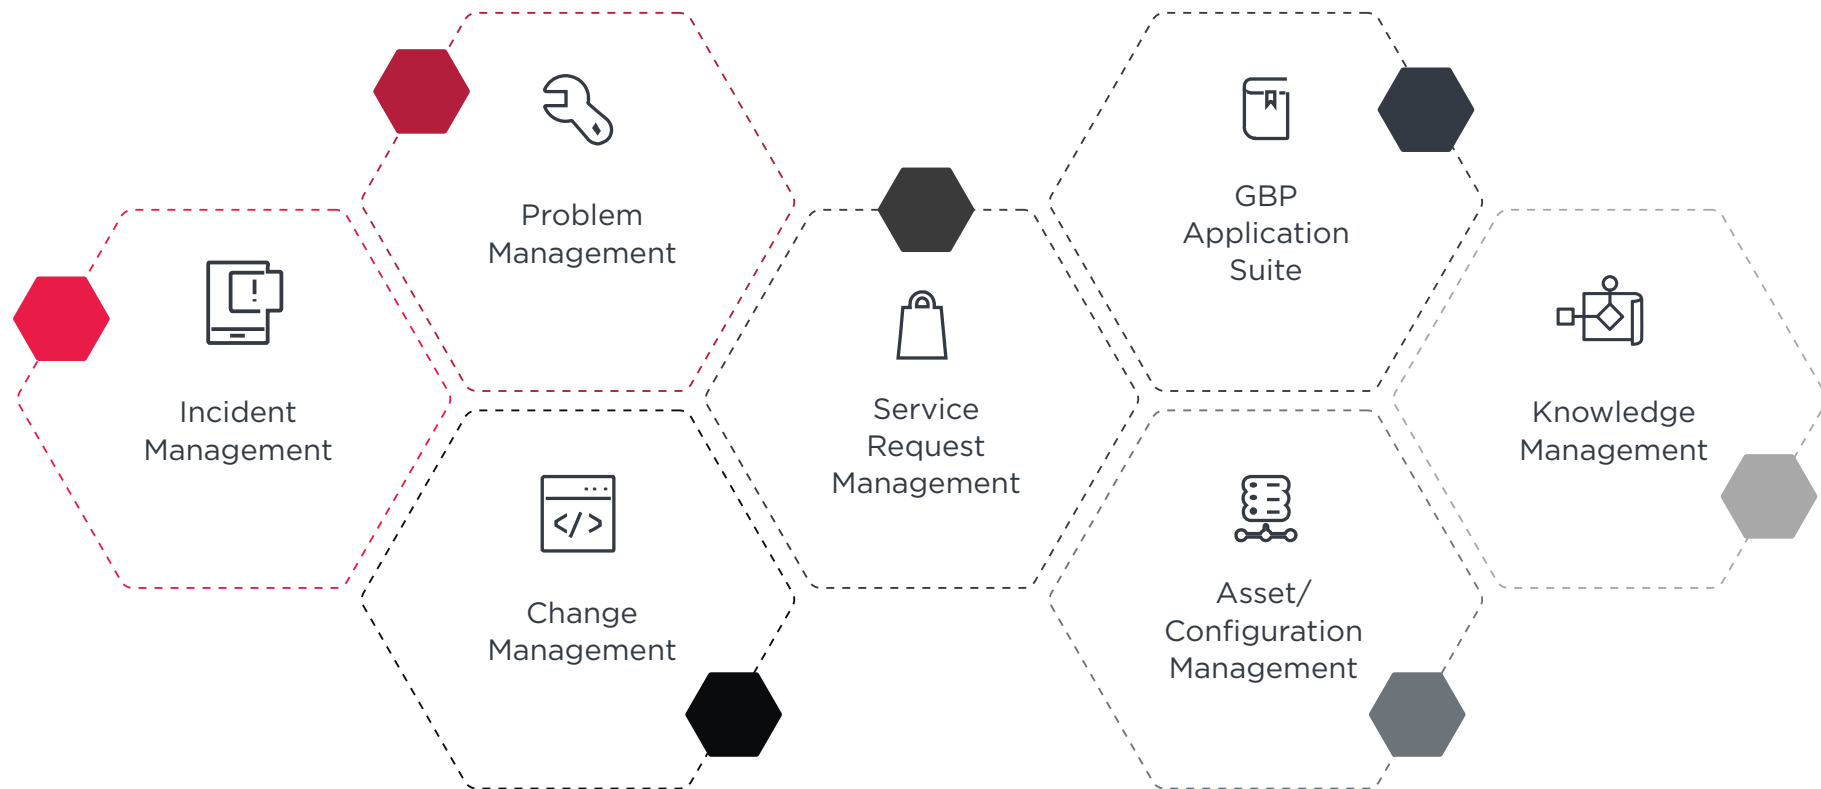 Problem
Management
GBP
Application
Suite
Incident
Management
!
Service
Request
Management
Knowledge
Management
</>
Change
Management
Asset/
Configuration
Management